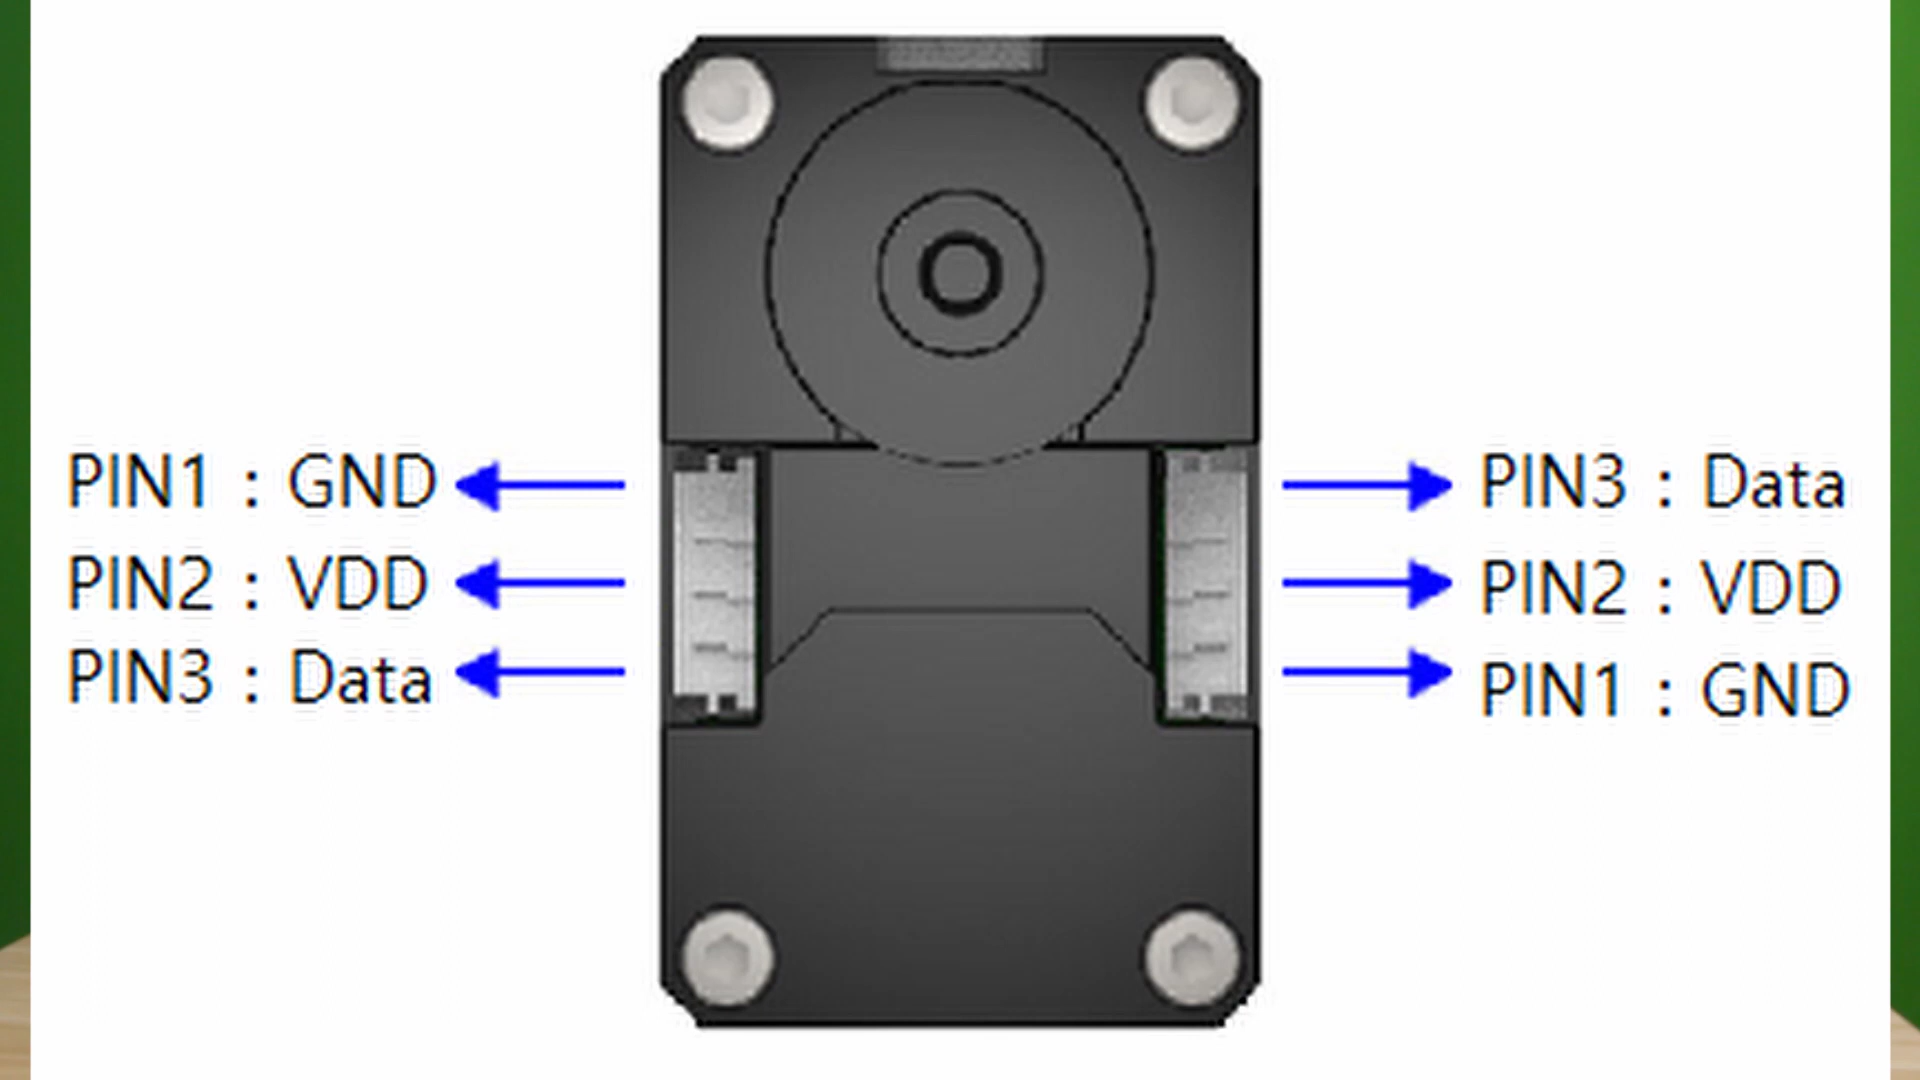 PIN1 : GND
PIN2 : VDD
PIN3 : Data
PIN3 : Data
PIN2 : VDD
PIN1 : GND